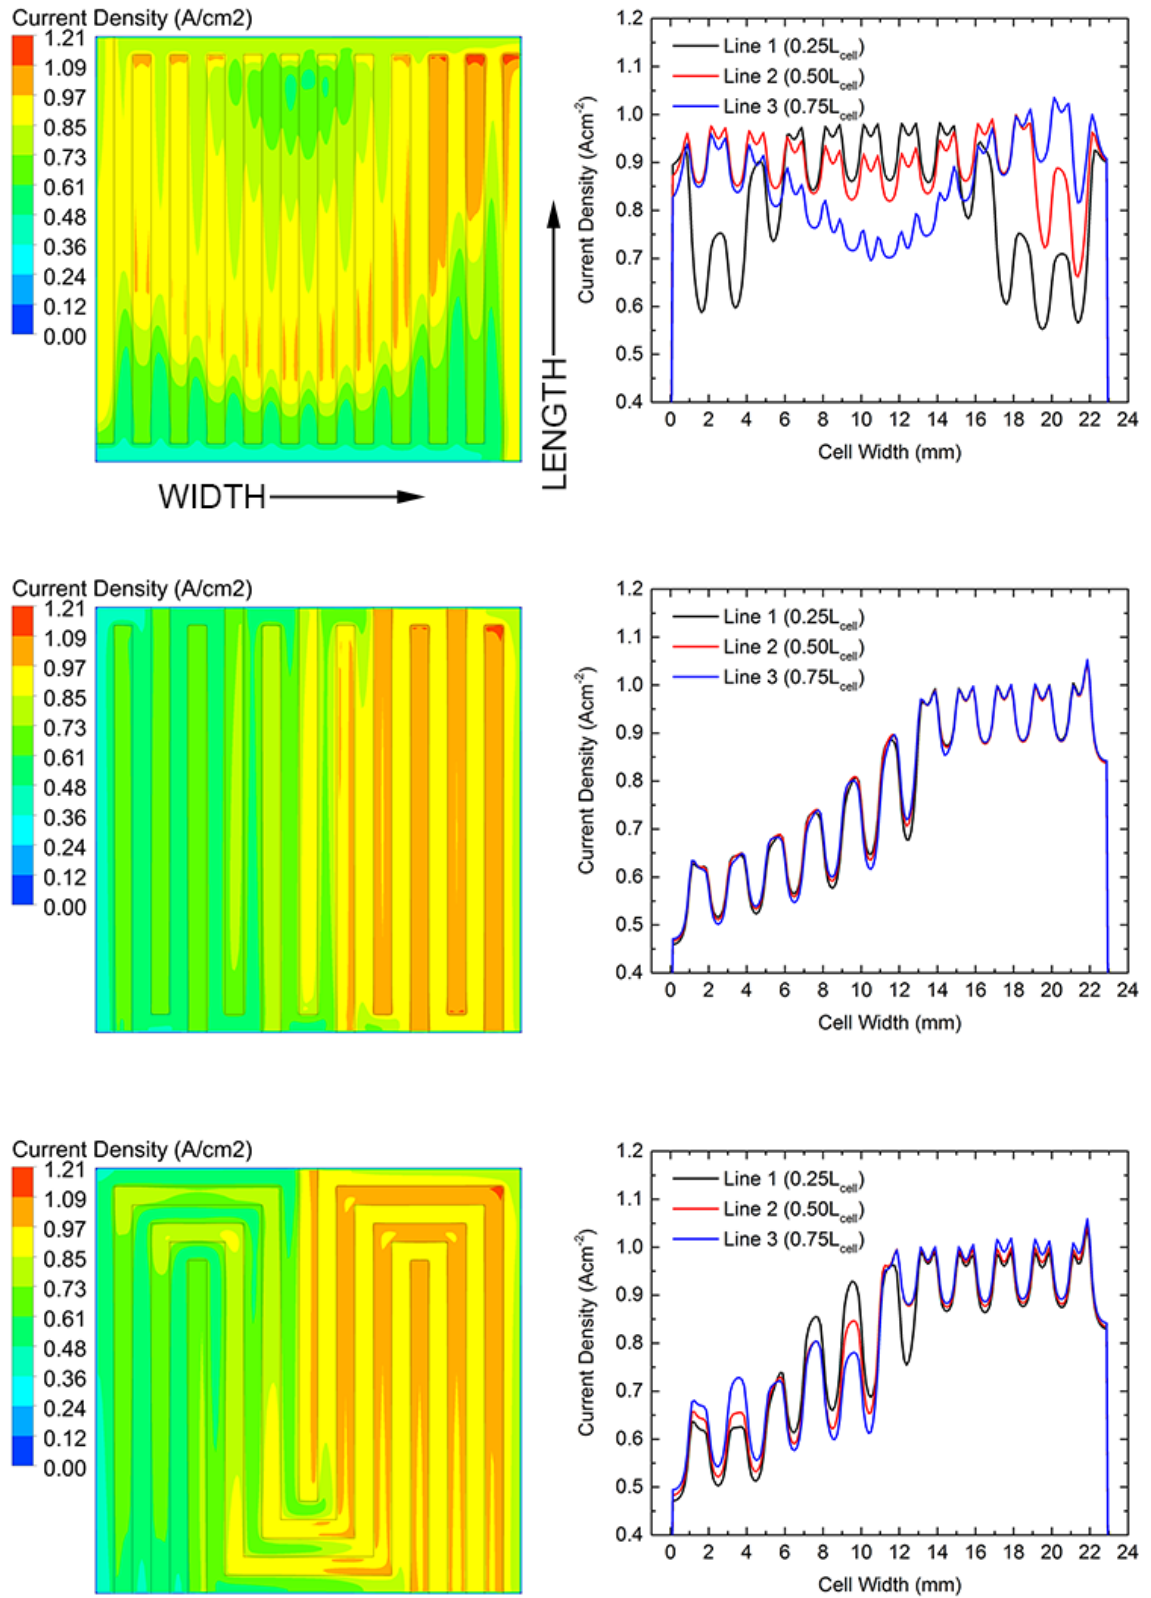 Current Density (A/cm2)
1.21
1.09
0.97
0.85
0.73
0.61
0.48
0.36
0.24
0.12
0.00
WIDTH
LENGTH
Line 1 (0.25Lcell)
Line 2 (0.50Lcell)
Line 3 (0.75Lcell)
Current Density (Acm-2)
1.2
1.1
1.0
0.9
0.8
0.7
0.6
0.5
0.4
0 2 4 6 8 10 12 14 16 18 20 22 24
Cell Width (mm)
Current Density (A/cm2)
1.21
1.09
0.97
0.85
0.73
0.61
0.48
0.36
0.24
0.12
0.00
Line 1 (0.25Lcell)
Line 2 (0.50Lcell)
Line 3 (0.75Lcell)
Current Density (Acm-2)
1.2
1.1
1.0
0.9
0.8
0.7
0.6
0.5
0.4
0 2 4 6 8 10 12 14 16 18 20 22 24
Cell Width (mm)
Current Density (A/cm2)
1.21
1.09
0.97
0.85
0.73
0.61
0.48
0.36
0.24
0.12
0.00
Line 1 (0.25Lcell)
Line 2 (0.50Lcell)
Line 3 (0.75Lcell)
Current Density (Acm-2)
1.2
1.1
1.0
0.9
0.8
0.7
0.6
0.5
0.4
0 2 4 6 8 10 12 14 16 18 20 22 24
Cell Width (mm)